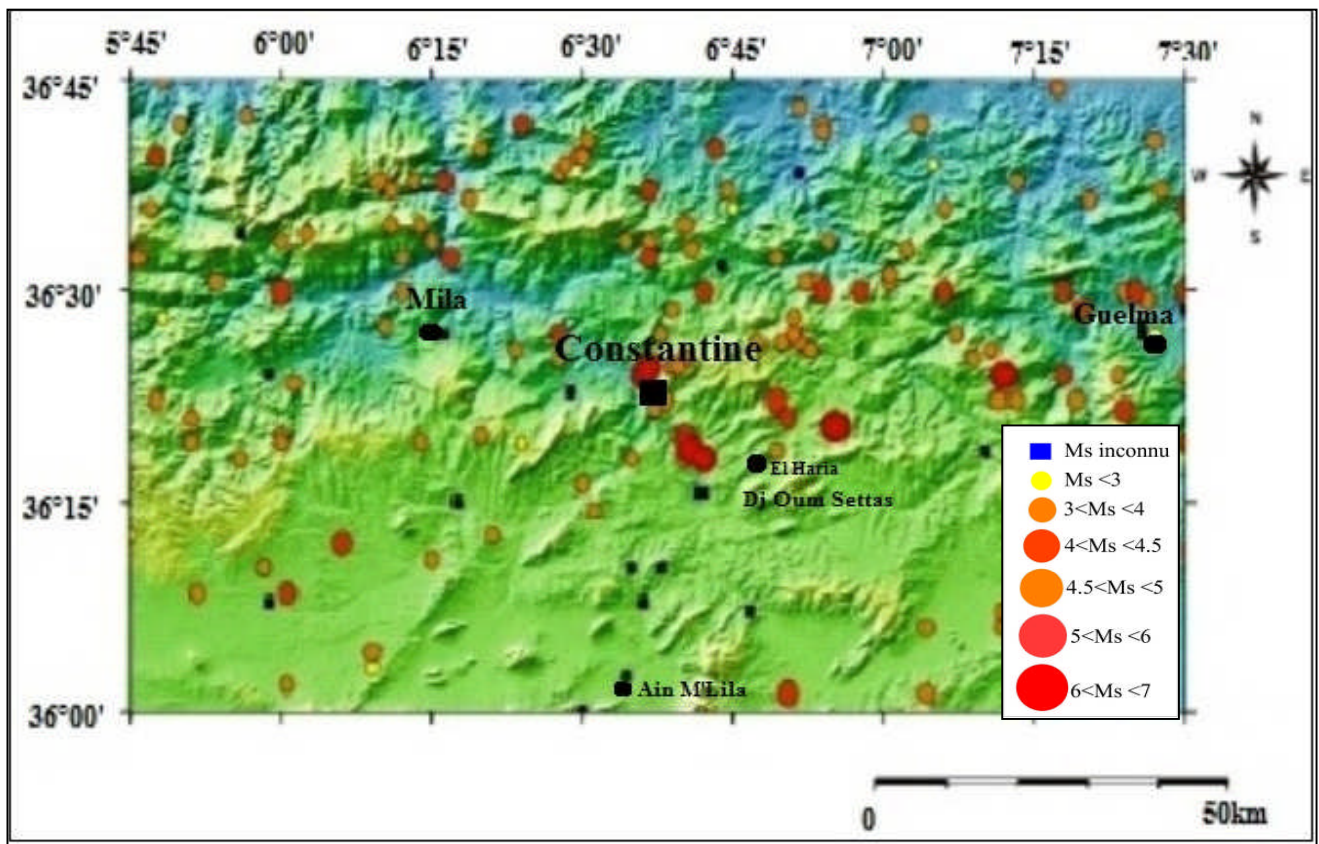 5°45' 6°00' 6°15' 6°30' 6°45' 7°00' 7°15' 7°30'
36°45'
N
W E
S
36°30'
Mila
Guelma
Constantine
El Haria
Dj Oum Settas
36°15'
Ain M'Lila
36°00'
Ms inconnu
Ms <3
3<Ms <4
4<Ms <4.5
4.5<Ms <5
5<Ms <6
6<Ms <7
0 50km